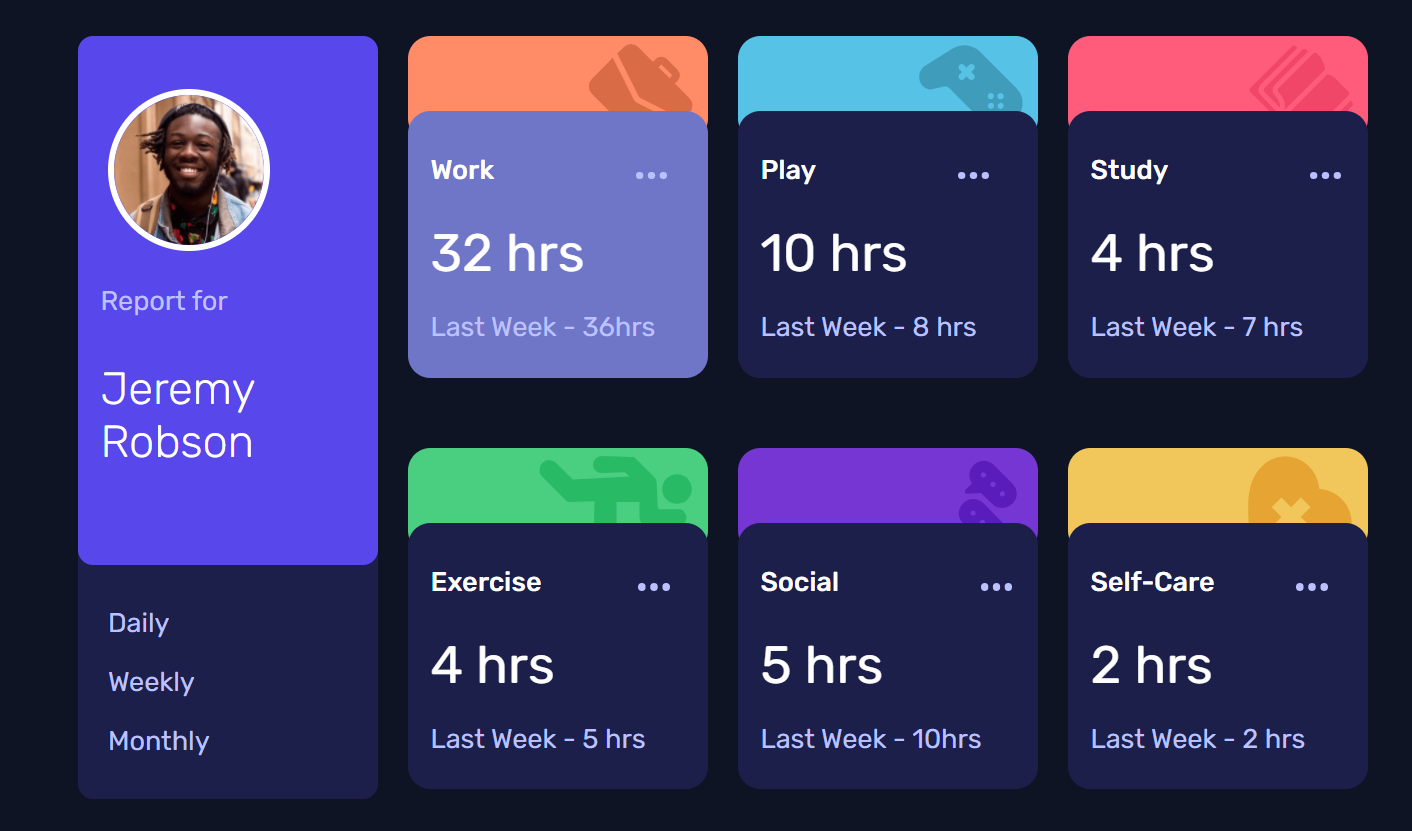 Report for
Jeremy
Robson
Daily
Weekly
Monthly
Work
32 hrs
Last Week - 36hrs
Play
10 hrs
Last Week - 8 hrs
Study
4 hrs
Last Week - 7 hrs
Exercise
4 hrs
Last Week - 5 hrs
Social
5 hrs
Last Week - 10hrs
Self-Care
2 hrs
Last Week - 2 hrs